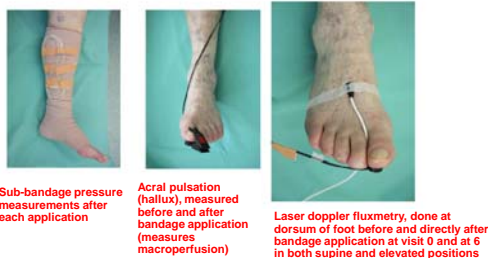 Sub-bandage pressure
measurements after
each application
Acral pulsation
(hallux), measured
before and after
bandage application
(measures
macroperfusion)
Laser doppler fluxmetry, done at
dorsum of foot before and directly after
bandage application at visit 0 and at 6
in both supine and elevated positions